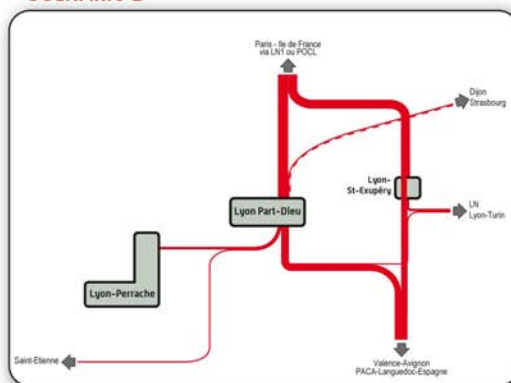 Paris - Ile de France
via LN1 ou POCL
Dijon
Strasbourg
Lyon-
St-Exupéry
Lyon Part-Dieu
LN
Lyon-Turin
Lyon-Perrache
Saint-Etienne
Valence-Avignon
PACA-Languedoc-Espagne